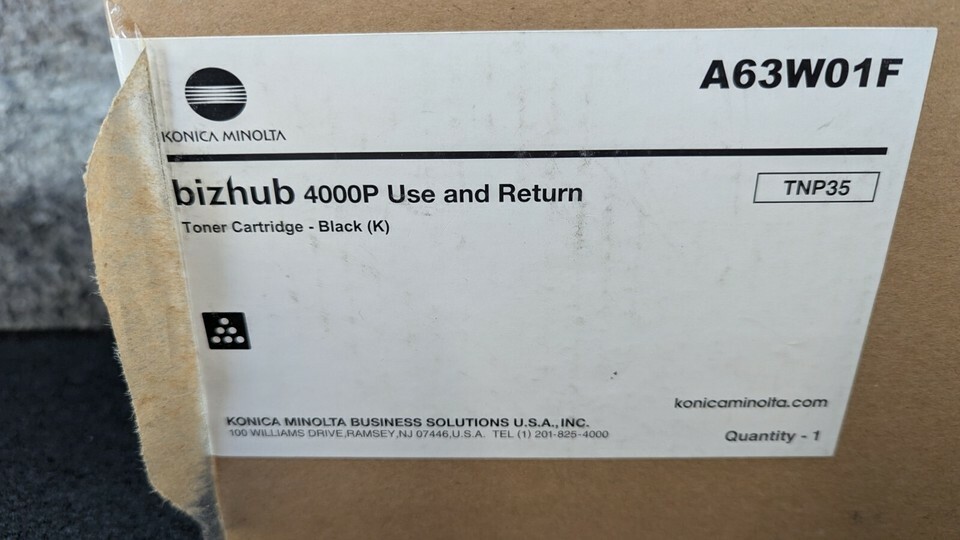 A63W01F
KONICA MINOLTA
bizhub 4000P Use and Return
TNP35
Toner Cartridge - Black (K)
konicaminolta.com
KONICA MINOLTA BUSINESS SOLUTIONS U.S.A., INC.
100 WILLIAMS DRIVE,RAMSEY,NJ 07446,U.S.A. TEL (1) 201-825-4000
Quantity - 1